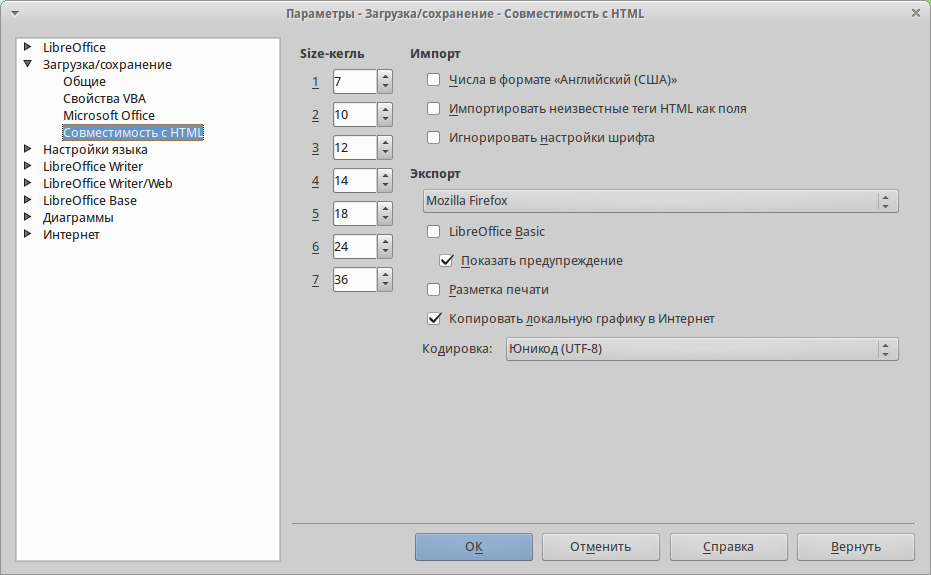 Параметры - Загрузка/сохранение - Совместимость с HTML
LibreOffice
Загрузка/сохранение
Общие
Свойства VBA
Microsoft Office
Совместимость с HTML
Настройки языка
LibreOffice Writer
LibreOffice Writer/Web
LibreOffice Base
Диаграммы
Интернет
Size-кегль
1 7
2 10
3 12
4 14
5 18
6 24
7 36
Импорт
Числа в формате «Английский (США)»
Импортировать неизвестные теги HTML как поля
Игнорировать настройки шрифта
Экспорт
Mozilla Firefox
LibreOffice Basic
Показать предупреждение
Разметка печати
Копировать локальную графику в Интернет
Кодировка: Юникод (UTF-8)
OK Отменить Справка Вернуть